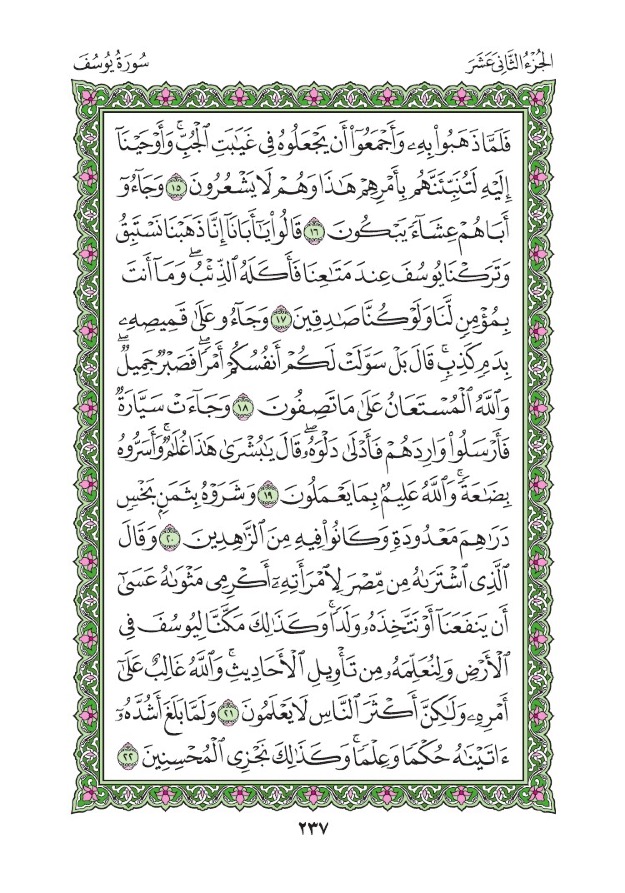 الجُزْءُ الثَّانِي عَشَرَ
سُورَةُ يُوسُفَ
فَلَمَّا ذَهَبُوا۟ بِهِۦ وَأَجْمَعُوٓا۟ أَن يَجْعَلُوهُ فِى غَيَـٰبَتِ ٱلْجُبِّ ۚ وَأَوْحَيْنَآ
إِلَيْهِ لَتُنَبِّئَنَّهُم بِأَمْرِهِمْ هَـٰذَا وَهُمْ لَا يَشْعُرُونَ ١٥ وَجَآءُوٓ
أَبَاهُمْ عِشَآءً يَبْكُونَ ١٦ قَالُوا۟ يَـٰٓأَبَانَآ إِنَّا ذَهَبْنَا نَسْتَبِقُ
وَتَرَكْنَا يُوسُفَ عِندَ مَتَـٰعِنَا فَأَكَلَهُ ٱلذِّئْبُ ۖ وَمَآ أَنتَ
بِمُؤْمِنٍ لَّنَا وَلَوْ كُنَّا صَـٰدِقِينَ ١٧ وَجَآءُو عَلَىٰ قَمِيصِهِۦ
بِدَمٍ كَذِبٍ ۚ قَالَ بَلْ سَوَّلَتْ لَكُمْ أَنفُسُكُمْ أَمْرًا ۖ فَصَبْرٌ جَمِيلٌ ۖ
وَٱللَّهُ ٱلْمُسْتَعَانُ عَلَىٰ مَا تَصِفُونَ ١٨ وَجَآءَتْ سَيَّارَةٌ
فَأَرْسَلُوا۟ وَارِدَهُمْ فَأَدْلَىٰ دَلْوَهُۥ ۖ قَالَ يَـٰبُشْرَىٰ هَـٰذَا غُلَـٰمٌ ۚ وَأَسَرُّوهُ
بِضَـٰعَةً ۚ وَٱللَّهُ عَلِيمٌۢ بِمَا يَعْمَلُونَ ١٩ وَشَرَوْهُ بِثَمَنٍۭ بَخْسٍ
دَرَٰهِمَ مَعْدُودَةٍ وَكَانُوا۟ فِيهِ مِنَ ٱلزَّٰهِدِينَ ٢٠ وَقَالَ
ٱلَّذِى ٱشْتَرَىٰهُ مِن مِّصْرَ لِٱمْرَأَتِهِۦٓ أَكْرِمِى مَثْوَىٰهُ عَسَىٰٓ
أَن يَنفَعَنَآ أَوْ نَتَّخِذَهُۥ وَلَدًا ۚ وَكَذَٰلِكَ مَكَّنَّا لِيُوسُفَ فِى
ٱلْأَرْضِ وَلِنُعَلِّمَهُۥ مِن تَأْوِيلِ ٱلْأَحَادِيثِ ۚ وَٱللَّهُ غَالِبٌ عَلَىٰٓ
أَمْرِهِۦ وَلَـٰكِنَّ أَكْثَرَ ٱلنَّاسِ لَا يَعْلَمُونَ ٢١ وَلَمَّا بَلَغَ أَشُدَّهُۥٓ
ءَاتَيْنَـٰهُ حُكْمًا وَعِلْمًا ۚ وَكَذَٰلِكَ نَجْزِى ٱلْمُحْسِنِينَ ٢٢
٢٣٧